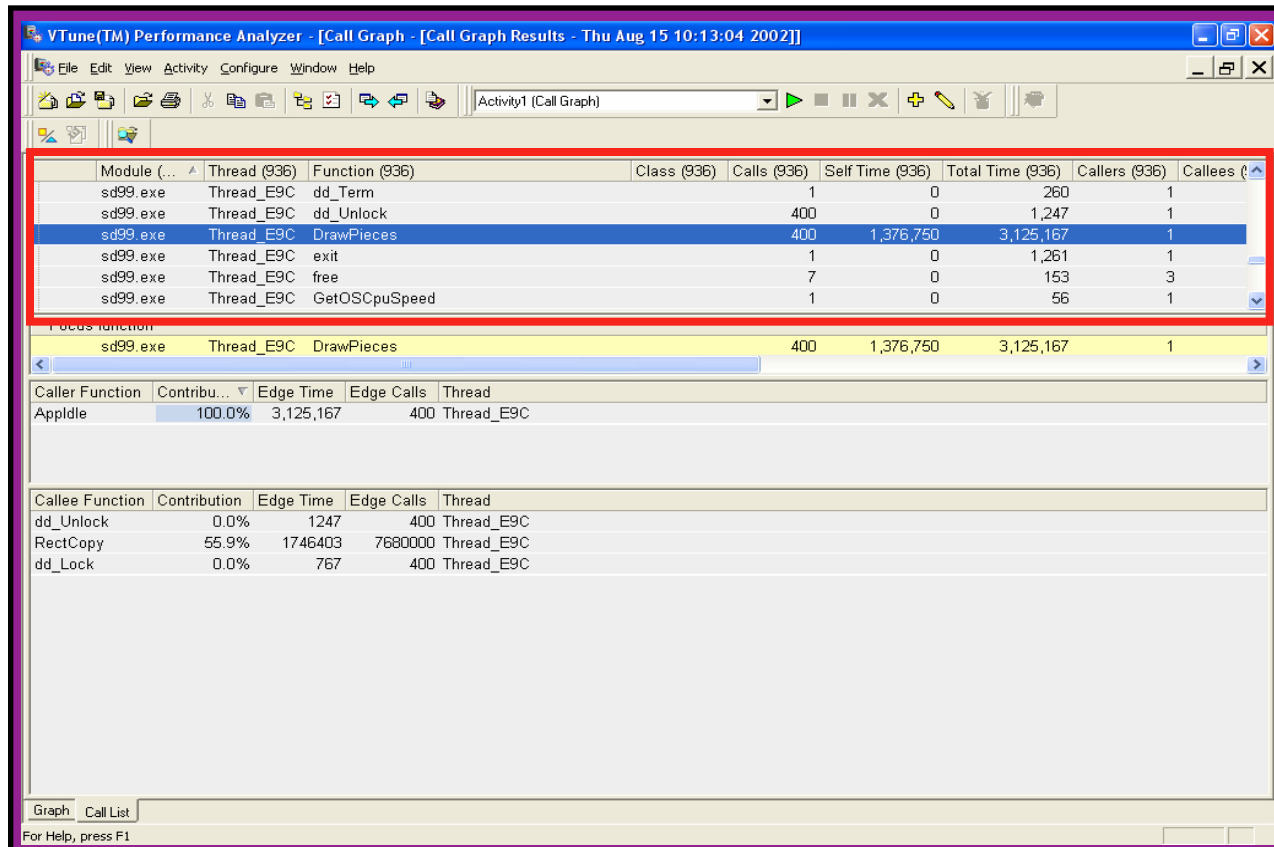 VTune(TM) Performance Analyzer - [Call Graph - [Call Graph Results - Thu Aug 15 10:13:04 2002]]
File Edit View Activity Configure Window Help
Activity1 (Call Graph)
Module (... Thread (936) Function (936) Class (936) Calls (936) Self Time (936) Total Time (936) Callers (936) Callees (
sd99.exe Thread_E9C dd_Term 1 0 260 1
sd99.exe Thread_E9C dd_Unlock 400 0 1,247 1
sd99.exe Thread_E9C DrawPieces 400 1,376,750 3,125,167 1
sd99.exe Thread_E9C exit 1 0 1,261 1
sd99.exe Thread_E9C free 7 0 153 3
sd99.exe Thread_E9C GetOSCpuSpeed 1 0 56 1
Focus function
sd99.exe Thread_E9C DrawPieces 400 1,376,750 3,125,167 1
Caller Function Contribu... Edge Time Edge Calls Thread
AppIdle 100.0% 3,125,167 400 Thread_E9C
Callee Function Contribution Edge Time Edge Calls Thread
dd_Unlock 0.0% 1247 400 Thread_E9C
RectCopy 55.9% 1746403 7680000 Thread_E9C
dd_Lock 0.0% 767 400 Thread_E9C
Graph Call List
For Help, press F1